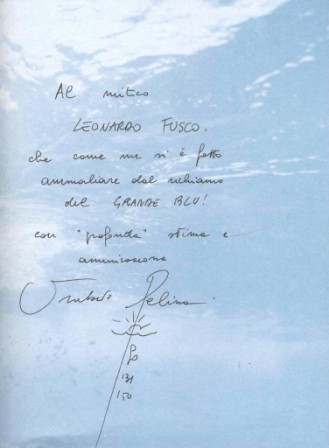 Al mitico
LEONARDO FUSCO.
che come me si è fatto
ammaliare dal richiamo
del GRANDE BLU!
con "profonda" stima e
ammirazione
Umberto Pelizzari
131
150